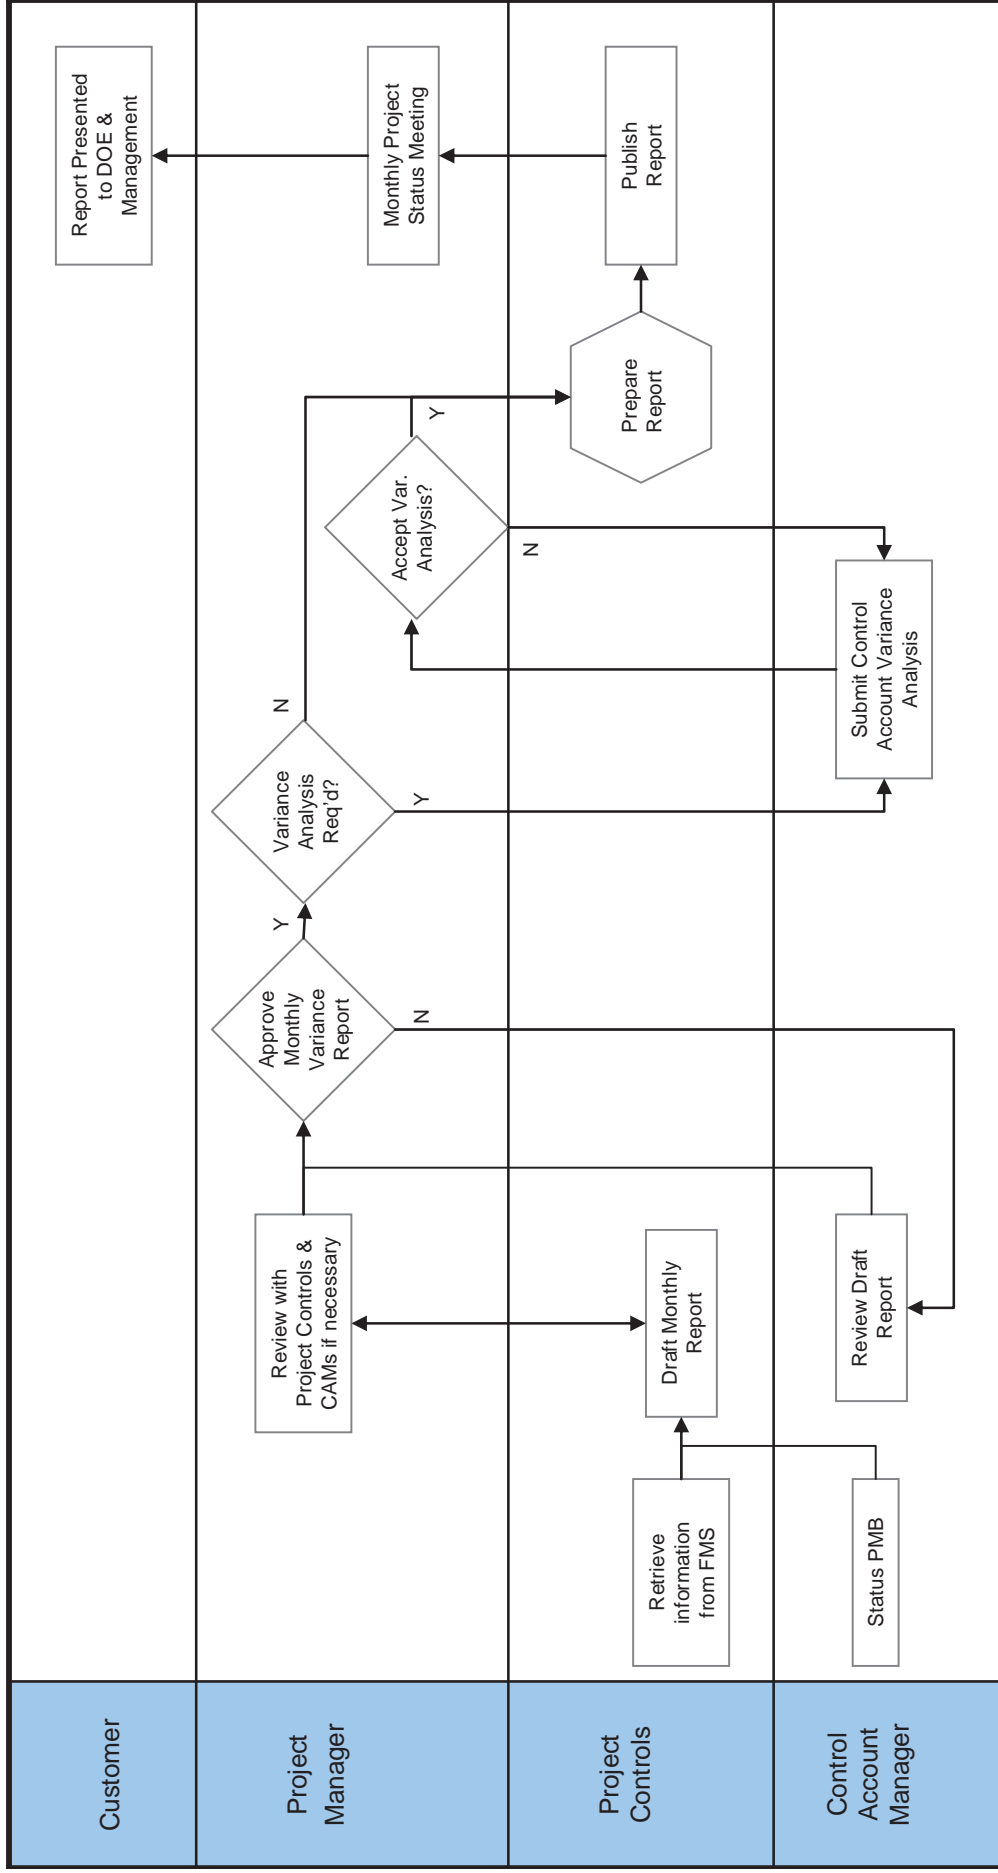 Customer
Report Presented
to DOE &
Management
Project
Manager
Review with
Project Controls &
CAMs if necessary
Approve
Monthly
Variance
Report
Y
N
Variance
Analysis
Req'd?
N
Y
Accept Var.
Analysis?
Y
N
Monthly Project
Status Meeting
Project
Controls
Retrieve
information
from FMS
Draft Monthly
Report
Prepare
Report
Publish
Report
Control
Account
Manager
Status PMB
Review Draft
Report
Submit Control
Account Variance
Analysis